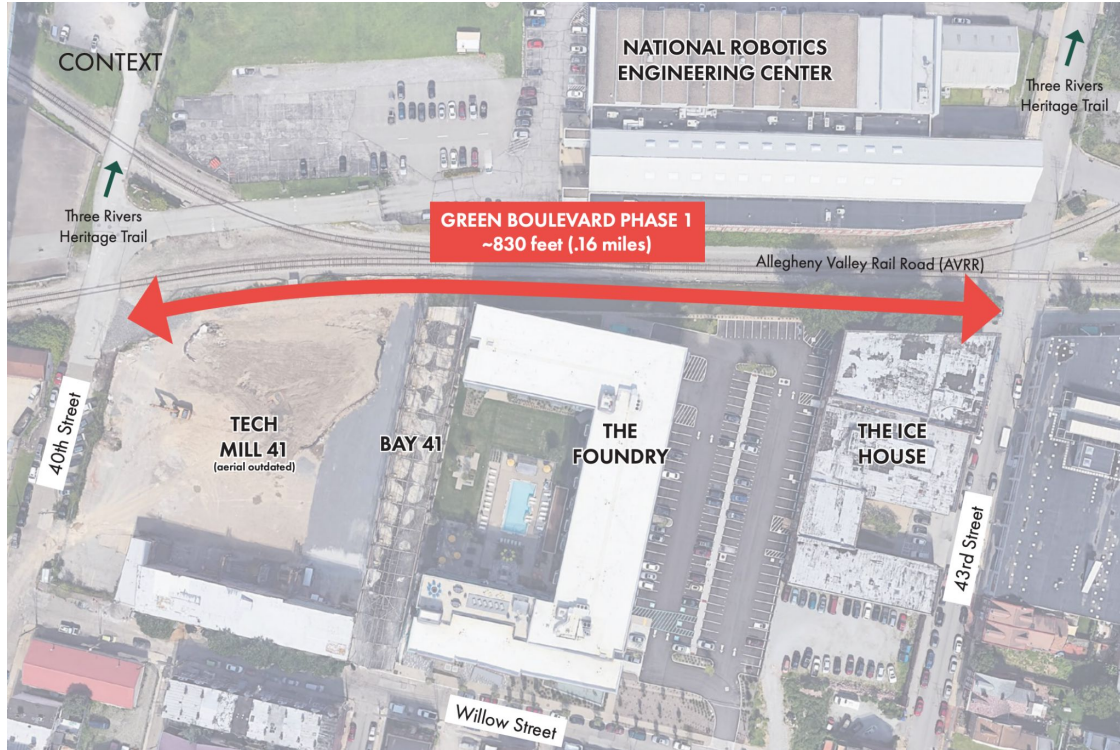 CONTEXT
NATIONAL ROBOTICS
ENGINEERING CENTER
Three Rivers
Heritage Trail
Three Rivers
Heritage Trail
GREEN BOULEVARD PHASE 1
~830 feet (.16 miles)
Allegheny Valley Rail Road (AVRR)
40th Street
TECH
MILL 41
(aerial outdated)
BAY 41
THE
FOUNDRY
THE ICE
HOUSE
43rd Street
Willow Street